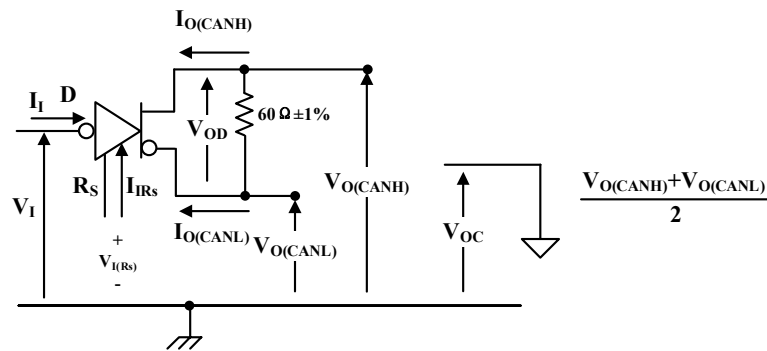 I_O(CANH)
I_I
D
60Ω±1%
V_OD
R_S
I_IRs
V_O(CANH)
V_O(CANH)+V_O(CANL)
2
V_I
+
V_I(Rs)
-
I_O(CANL)
V_O(CANL)
V_OC